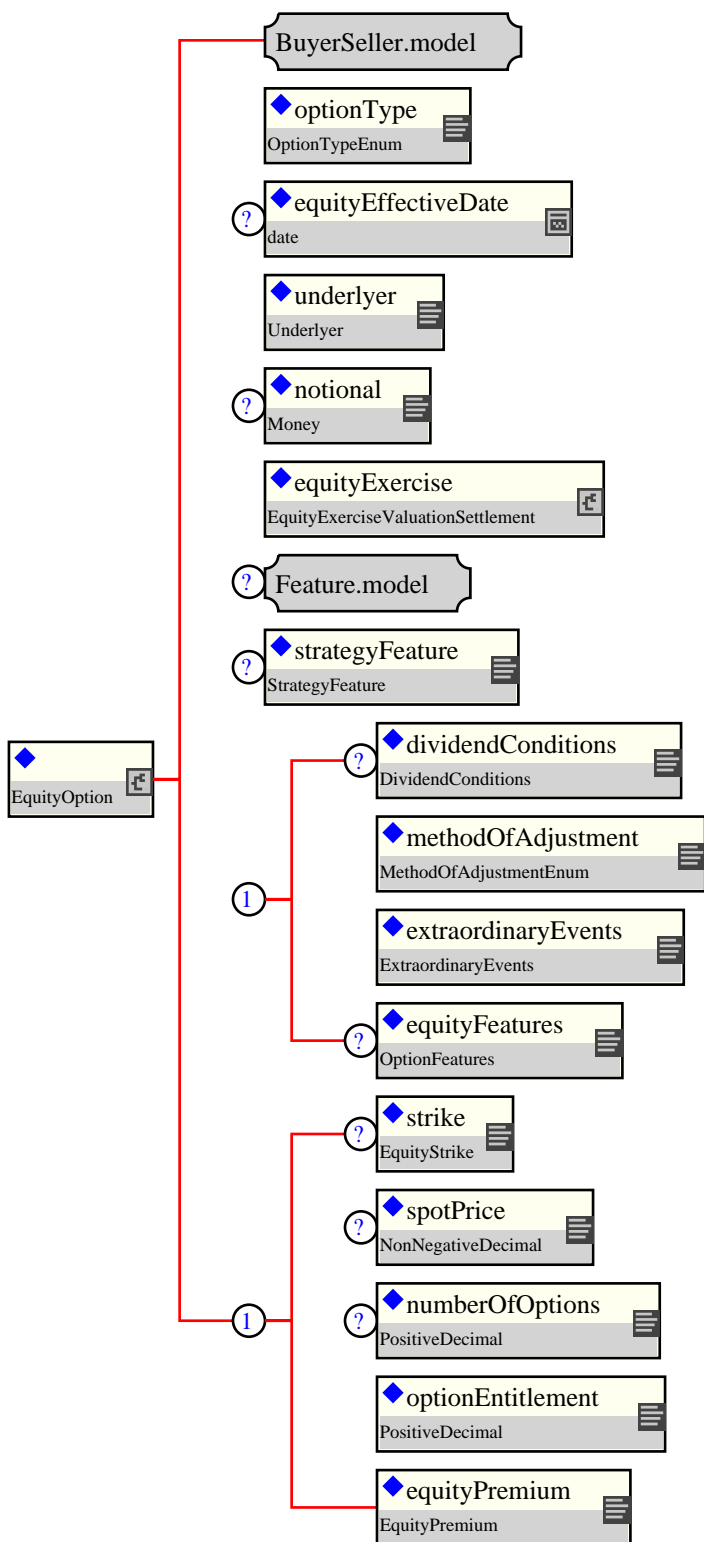 BuyerSeller.model
optionType
OptionTypeEnum
?
equityEffectiveDate
date
underlyer
Underlyer
?
notional
Money
equityExercise
EquityExerciseValuationSettlement
?
Feature.model
?
strategyFeature
StrategyFeature
EquityOption
1
?
dividendConditions
DividendConditions
methodOfAdjustment
MethodOfAdjustmentEnum
extraordinaryEvents
ExtraordinaryEvents
?
equityFeatures
OptionFeatures
1
?
strike
EquityStrike
?
spotPrice
NonNegativeDecimal
?
numberOfOptions
PositiveDecimal
optionEntitlement
PositiveDecimal
equityPremium
EquityPremium